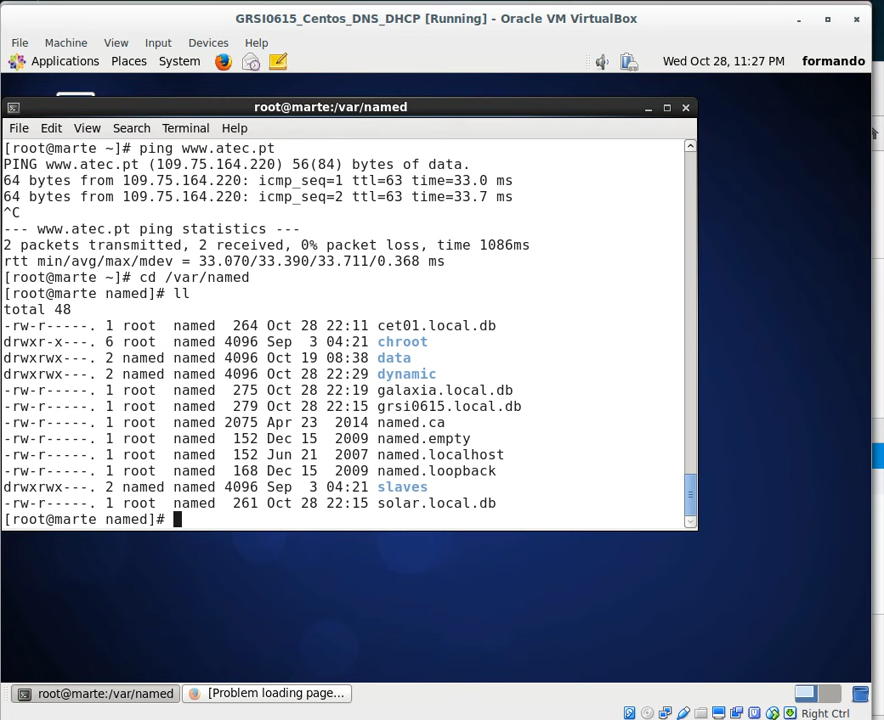 GRSI0615_Centos_DNS_DHCP [Running] - Oracle VM VirtualBox
File Machine View Input Devices Help
Applications Places System Wed Oct 28, 11:27 PM formando
root@marte:/var/named
File Edit View Search Terminal Help
[root@marte ~]# ping www.atec.pt
PING www.atec.pt (109.75.164.220) 56(84) bytes of data.
64 bytes from 109.75.164.220: icmp_seq=1 ttl=63 time=33.0 ms
64 bytes from 109.75.164.220: icmp_seq=2 ttl=63 time=33.7 ms
^C
--- www.atec.pt ping statistics ---
2 packets transmitted, 2 received, 0% packet loss, time 1086ms
rtt min/avg/max/mdev = 33.070/33.390/33.711/0.368 ms
[root@marte ~]# cd /var/named
[root@marte named]# ll
total 48
-rw-r-----. 1 root  named  264 Oct 28 22:11 cet01.local.db
drwxr-x---. 6 root  named 4096 Sep  3 04:21 chroot
drwxrwx---. 2 named named 4096 Oct 19 08:38 data
drwxrwx---. 2 named named 4096 Oct 28 22:29 dynamic
-rw-r-----. 1 root  named  275 Oct 28 22:19 galaxia.local.db
-rw-r-----. 1 root  named  279 Oct 28 22:15 grsi0615.local.db
-rw-r-----. 1 root  named 2075 Apr 23  2014 named.ca
-rw-r-----. 1 root  named  152 Dec 15  2009 named.empty
-rw-r-----. 1 root  named  152 Jun 21  2007 named.localhost
-rw-r-----. 1 root  named  168 Dec 15  2009 named.loopback
drwxrwx---. 2 named named 4096 Sep  3 04:21 slaves
-rw-r-----. 1 root  named  261 Oct 28 22:15 solar.local.db
[root@marte named]#
root@marte:/var/named [Problem loading page...
Right Ctrl